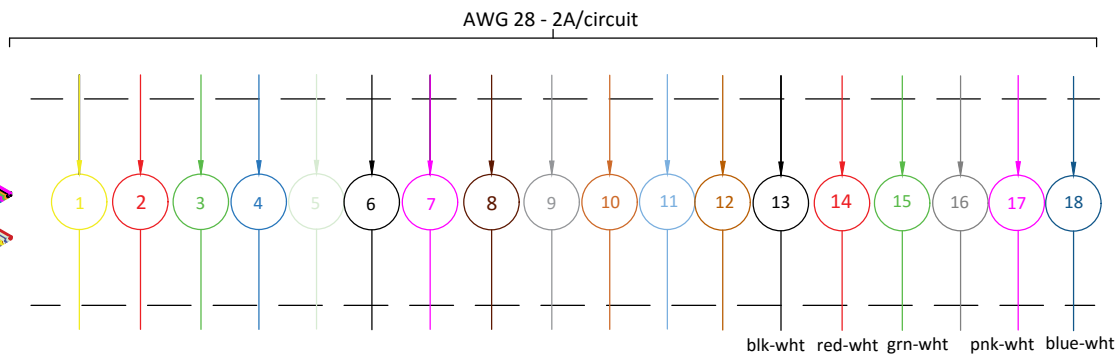 AWG 28 - 2A/circuit
1 2 3 4 5 6 7 8 9 10 11 12 13 14 15 16 17 18
blk-wht red-wht grn-wht pnk-wht blue-wht